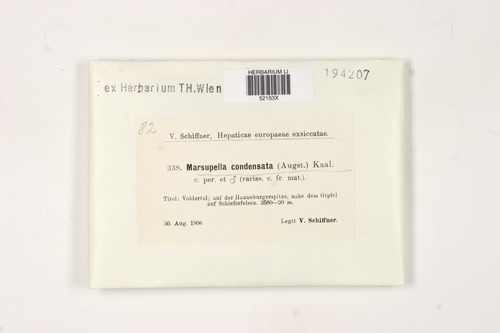 ex Herbarium TH.Wien
HERBARIUM LI
52153X
194207
82
V. Schiffner, Hepaticae europaeae exsiccatae.
338. Marsupella condensata (Augst.) Kaal.
c. per. et ♂ (rariss. c. fr. mat.).
Tirol: Voldertal; auf der Hanneburgerspitze, nahe dem Gipfel
auf Schieferfelsen. 2580—90 m.
30. Aug. 1906. Legit V. Schiffner.